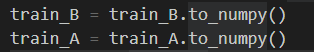 train_B = train_B.to_numpy()
train_A = train_A.to_numpy()